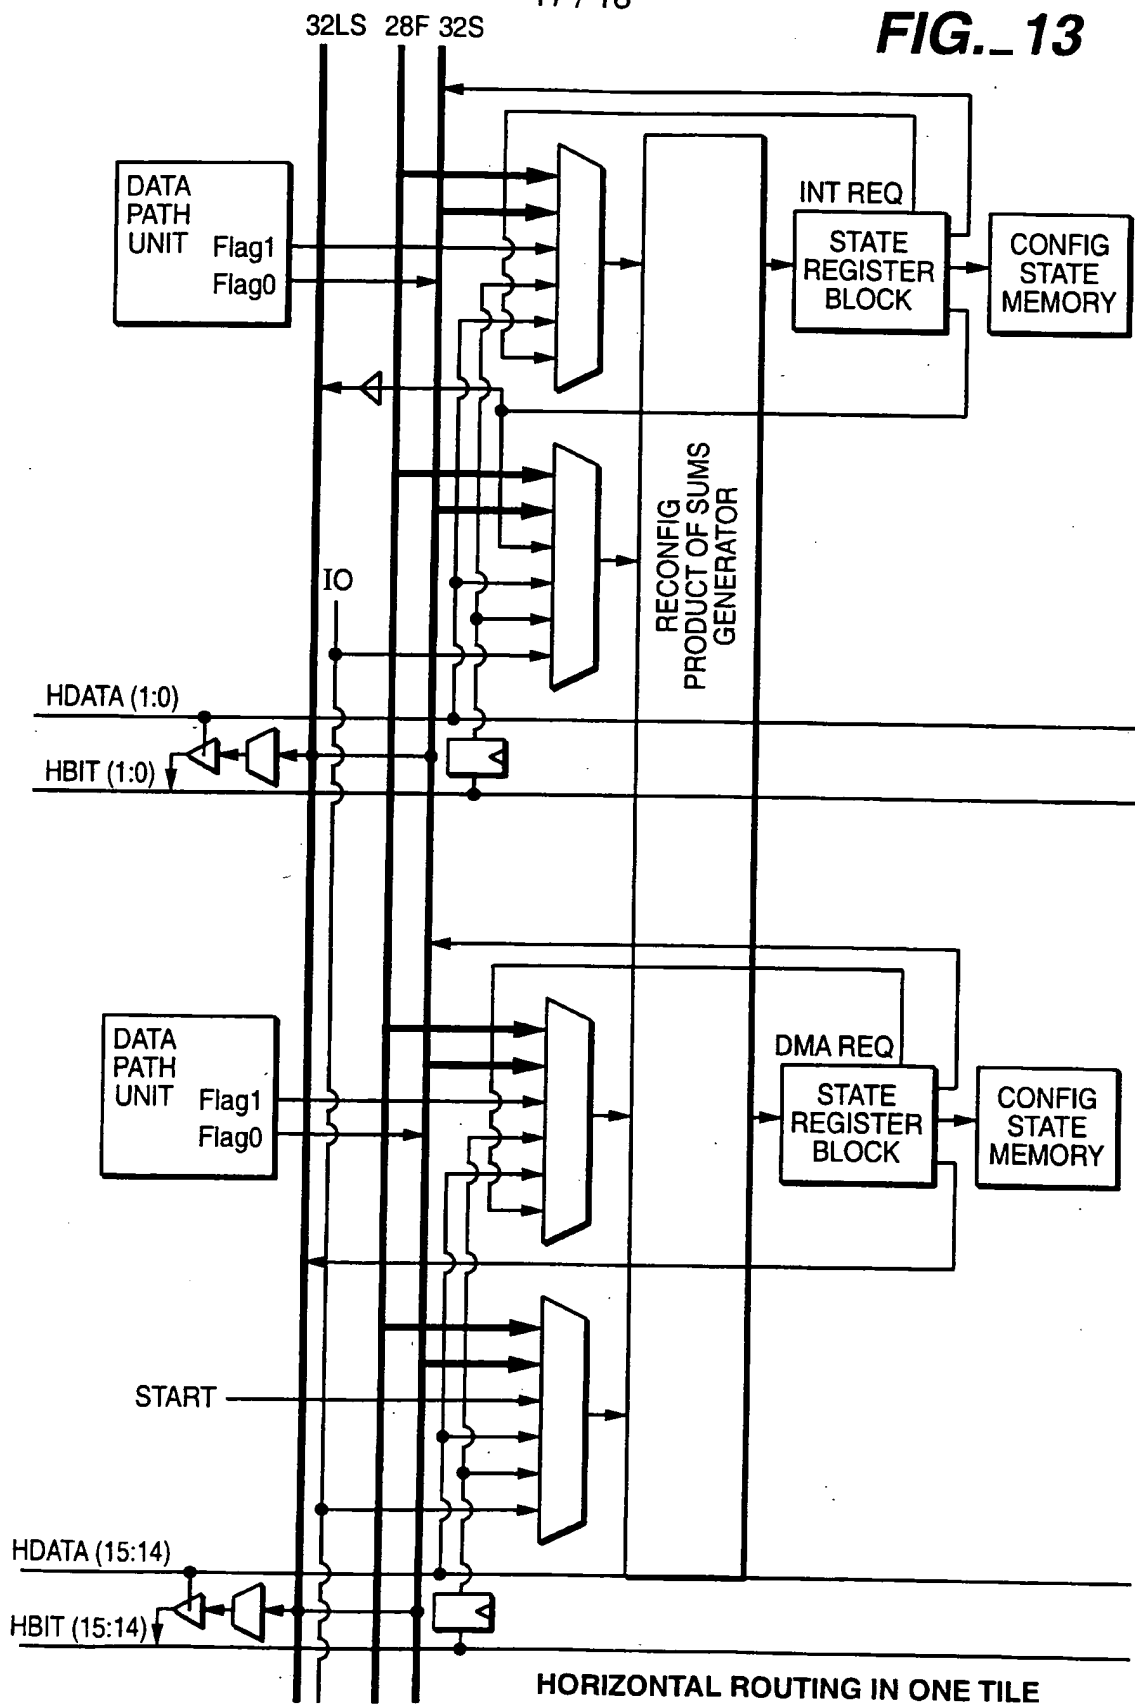 32LS 28F 32S
FIG._13
DATA
PATH
UNIT
Flag1
Flag0
INT REQ
STATE
REGISTER
BLOCK
CONFIG
STATE
MEMORY
RECONFIG
PRODUCT OF SUMS
GENERATOR
IO
HDATA (1:0)
HBIT (1:0)
DATA
PATH
UNIT
Flag1
Flag0
DMA REQ
STATE
REGISTER
BLOCK
CONFIG
STATE
MEMORY
START
HDATA (15:14)
HBIT (15:14)
HORIZONTAL ROUTING IN ONE TILE